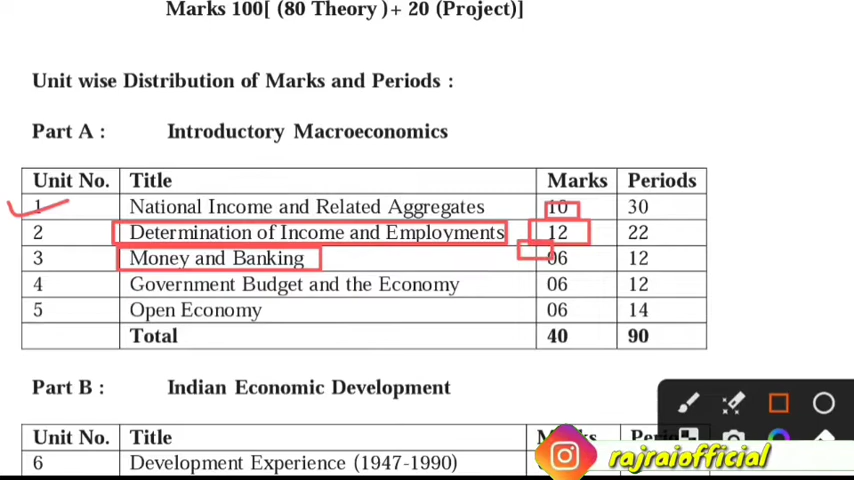 Marks 100[ (80 Theory )+ 20 (Project)]
Unit wise Distribution of Marks and Periods :
Part A : Introductory Macroeconomics
Unit No. Title Marks Periods
1 National Income and Related Aggregates 10 30
2 Determination of Income and Employments 12 22
3 Money and Banking 06 12
4 Government Budget and the Economy 06 12
5 Open Economy 06 14
Total 40 90
Part B : Indian Economic Development
Unit No. Title
6 Development Experience (1947-1990)
rajraiofficial